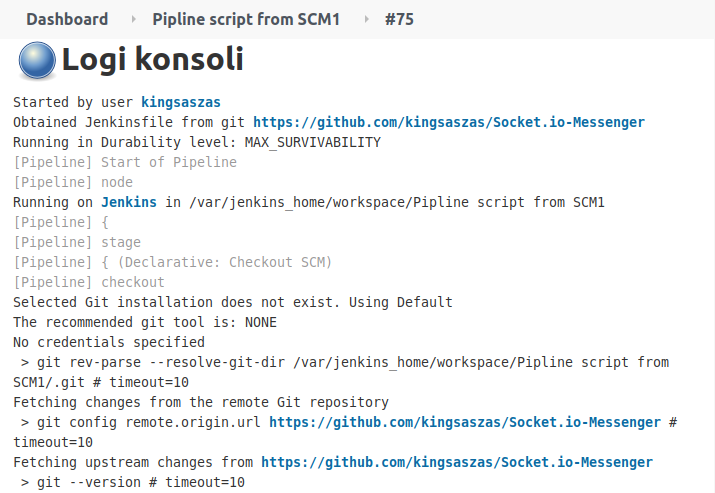 Dashboard › Pipline script from SCM1 › #75
Logi konsoli
Started by user kingsaszas
Obtained Jenkinsfile from git https://github.com/kingsaszas/Socket.io-Messenger
Running in Durability level: MAX_SURVIVABILITY
[Pipeline] Start of Pipeline
[Pipeline] node
Running on Jenkins in /var/jenkins_home/workspace/Pipline script from SCM1
[Pipeline] {
[Pipeline] stage
[Pipeline] { (Declarative: Checkout SCM)
[Pipeline] checkout
Selected Git installation does not exist. Using Default
The recommended git tool is: NONE
No credentials specified
 > git rev-parse --resolve-git-dir /var/jenkins_home/workspace/Pipline script from
SCM1/.git # timeout=10
Fetching changes from the remote Git repository
 > git config remote.origin.url https://github.com/kingsaszas/Socket.io-Messenger #
timeout=10
Fetching upstream changes from https://github.com/kingsaszas/Socket.io-Messenger
 > git --version # timeout=10